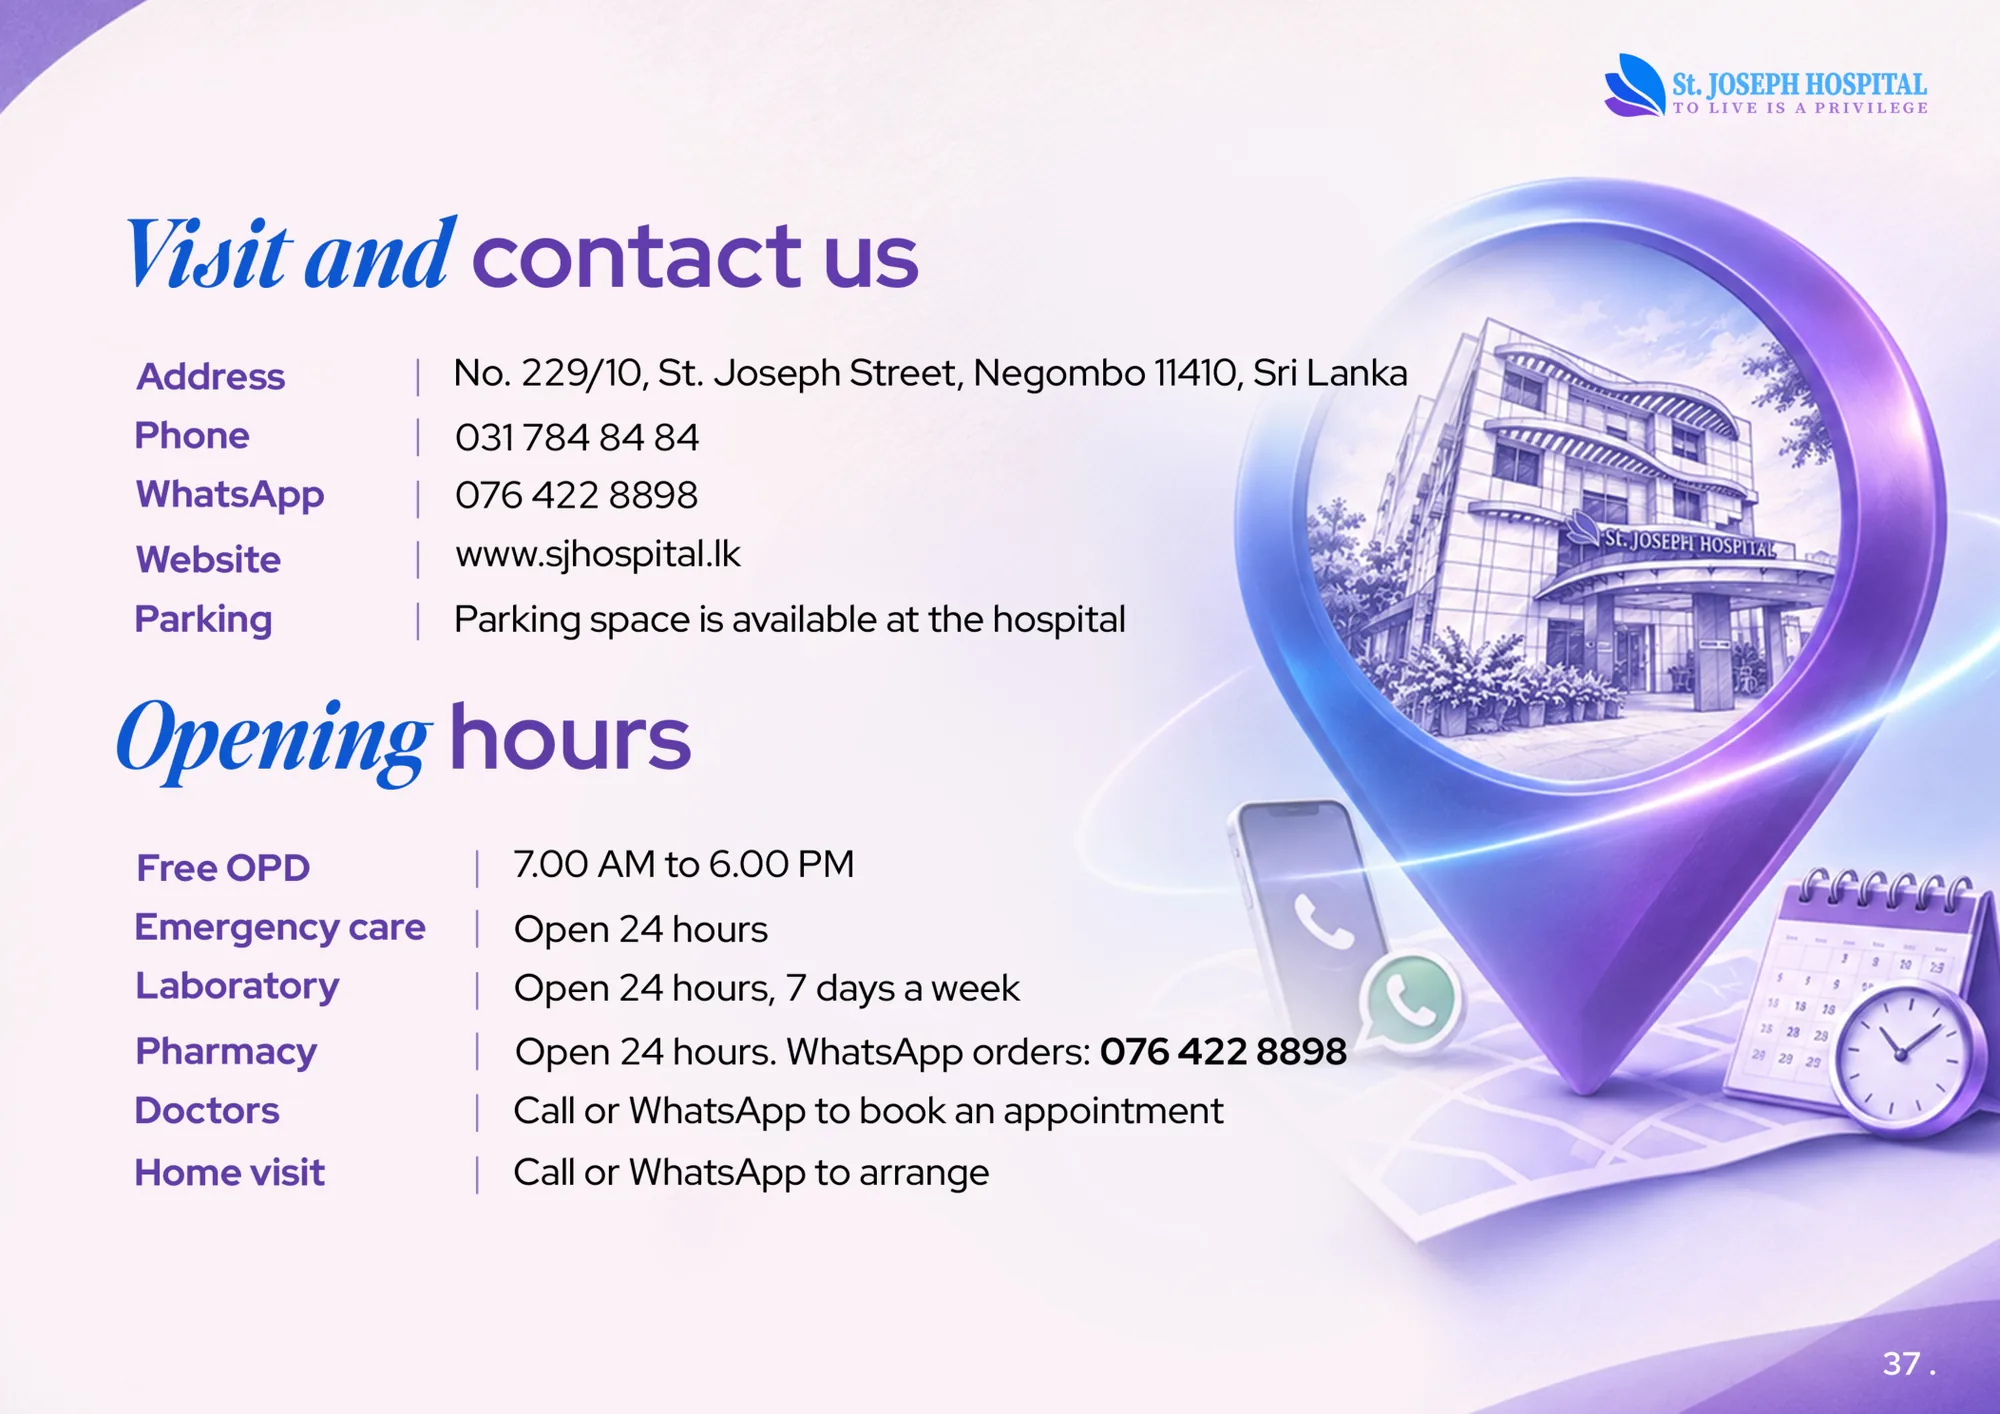 St. JOSEPH HOSPITAL
TO LIVE IS A PRIVILEGE
Visit and contact us
Address | No. 229/10, St. Joseph Street, Negombo 11410, Sri Lanka
Phone | 031 784 84 84
WhatsApp | 076 422 8898
Website | www.sjhospital.lk
Parking | Parking space is available at the hospital
St. JOSEPH HOSPITAL
Opening hours
Free OPD | 7.00 AM to 6.00 PM
Emergency care | Open 24 hours
Laboratory | Open 24 hours, 7 days a week
Pharmacy | Open 24 hours. WhatsApp orders: 076 422 8898
Doctors | Call or WhatsApp to book an appointment
Home visit | Call or WhatsApp to arrange
37 .